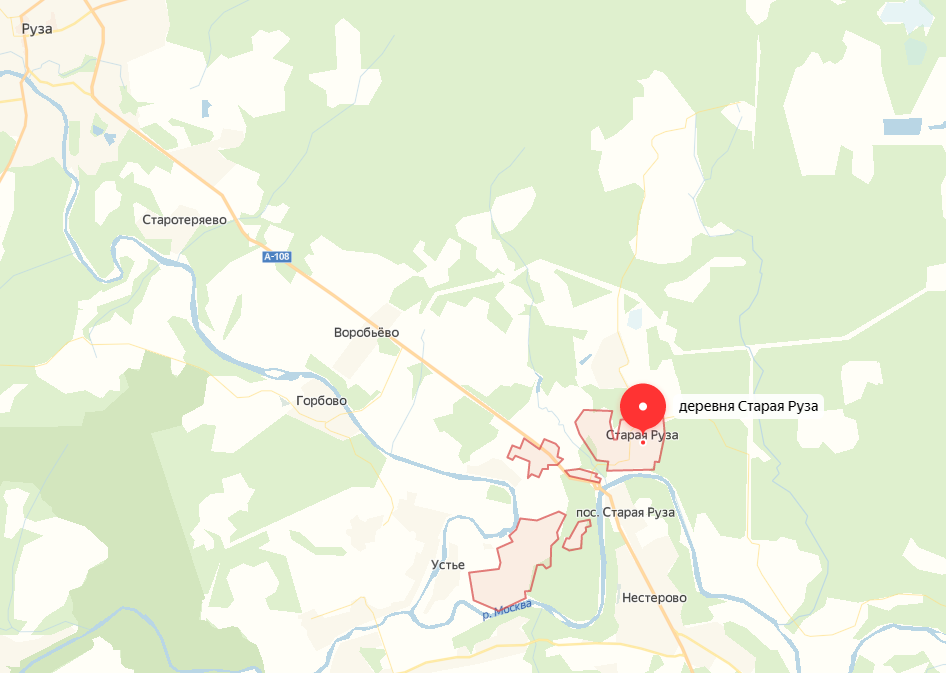 Руза
Старотеряево
А-108
Воробьёво
Горбово
деревня Старая Руза
Старая Руза
пос. Старая Руза
Устье
Нестерово
р. Москва